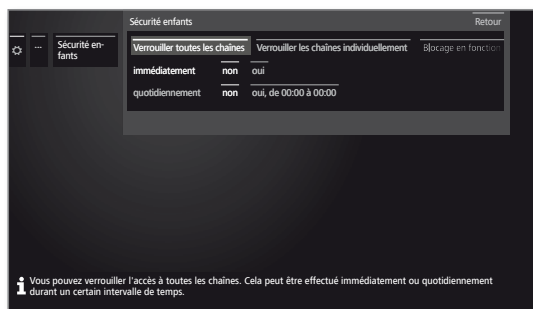 Sécurité enfants Retour
... Sécurité en-
fants
Verrouiller toutes les chaînes Verrouiller les chaînes individuellement Blocage en fonction
immédiatement non oui
quotidiennement non oui, de 00:00 à 00:00
Vous pouvez verrouiller l'accès à toutes les chaînes. Cela peut être effectué immédiatement ou quotidiennement
durant un certain intervalle de temps.